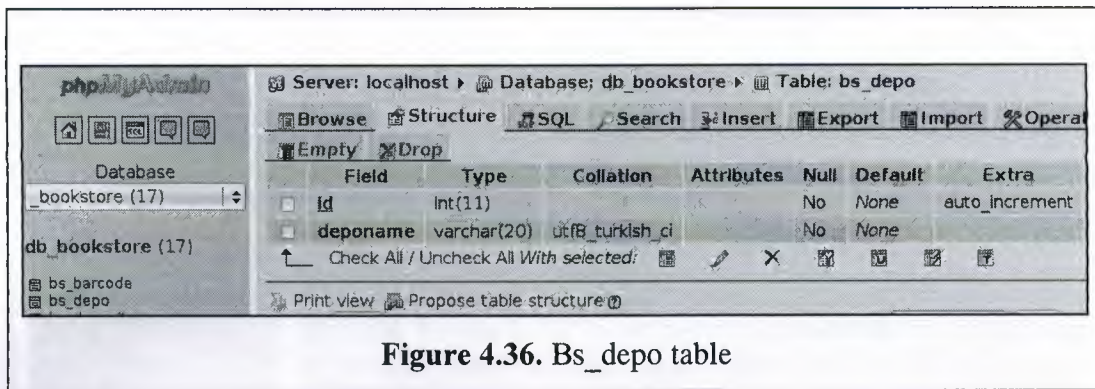 phpMyAdmin
Server: localhost ▸ Database: db_bookstore ▸ Table: bs_depo
Browse Structure SQL Search Insert Export Import Operat
Empty Drop
Database
_bookstore (17)
db_bookstore (17)
bs_barcode
bs_depo
Field Type Collation Attributes Null Default Extra
id int(11) No None auto_increment
deponame varchar(20) utf8_turkish_ci No None
Check All / Uncheck All With selected:
Print view Propose table structure
Figure 4.36. Bs_depo table